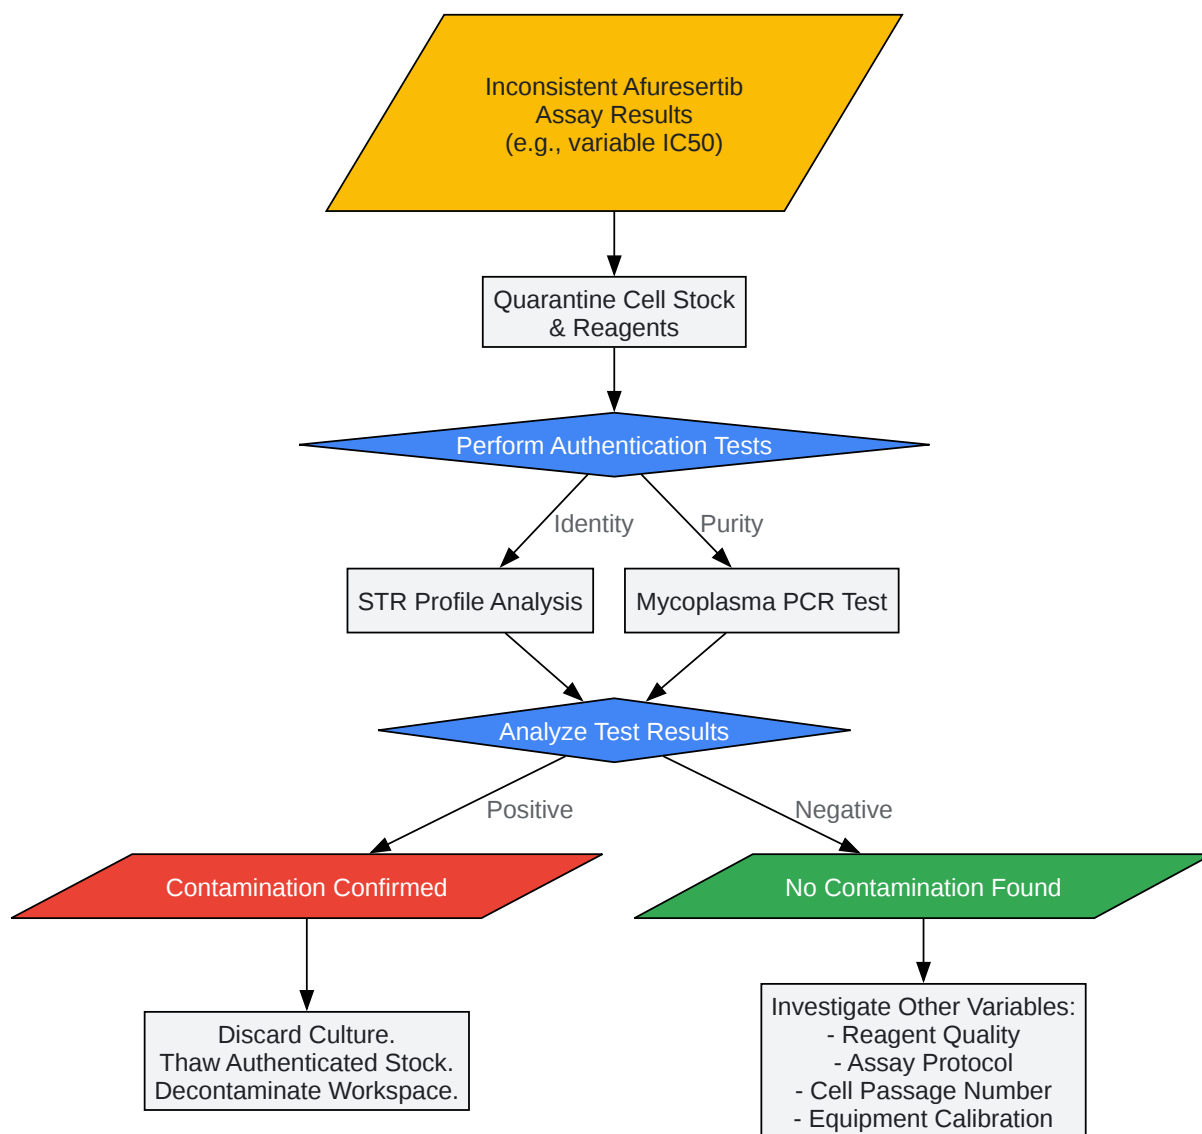 Inconsistent Afuresertib
Assay Results
(e.g., variable IC50)
Quarantine Cell Stock
& Reagents
Perform Authentication Tests
Identity
Purity
STR Profile Analysis
Mycoplasma PCR Test
Analyze Test Results
Positive
Negative
Contamination Confirmed
No Contamination Found
Discard Culture.
Thaw Authenticated Stock.
Decontaminate Workspace.
Investigate Other Variables:
- Reagent Quality
- Assay Protocol
- Cell Passage Number
- Equipment Calibration